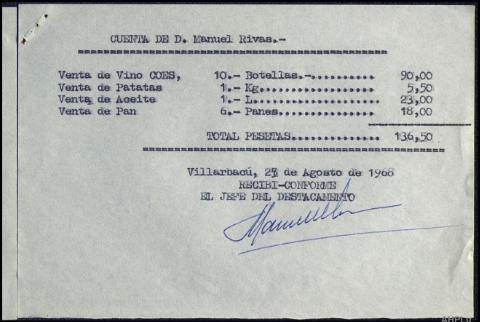 CUENTA DE D. Manuel Rivas.-
Venta de Vino COES, 10.- Botellas.-........... 90,00
Venta de Patatas 1.- Kg................... 5,50
Venta de Aceite 1.- L.................... 23,00
Venta de Pan 6.- Panes................ 18,00
TOTAL PESETAS............... 136,50
Villarbacú, de Agosto de 1968
RECIBI-CONFORME
EL JEFE DEL DESTACAMENTO